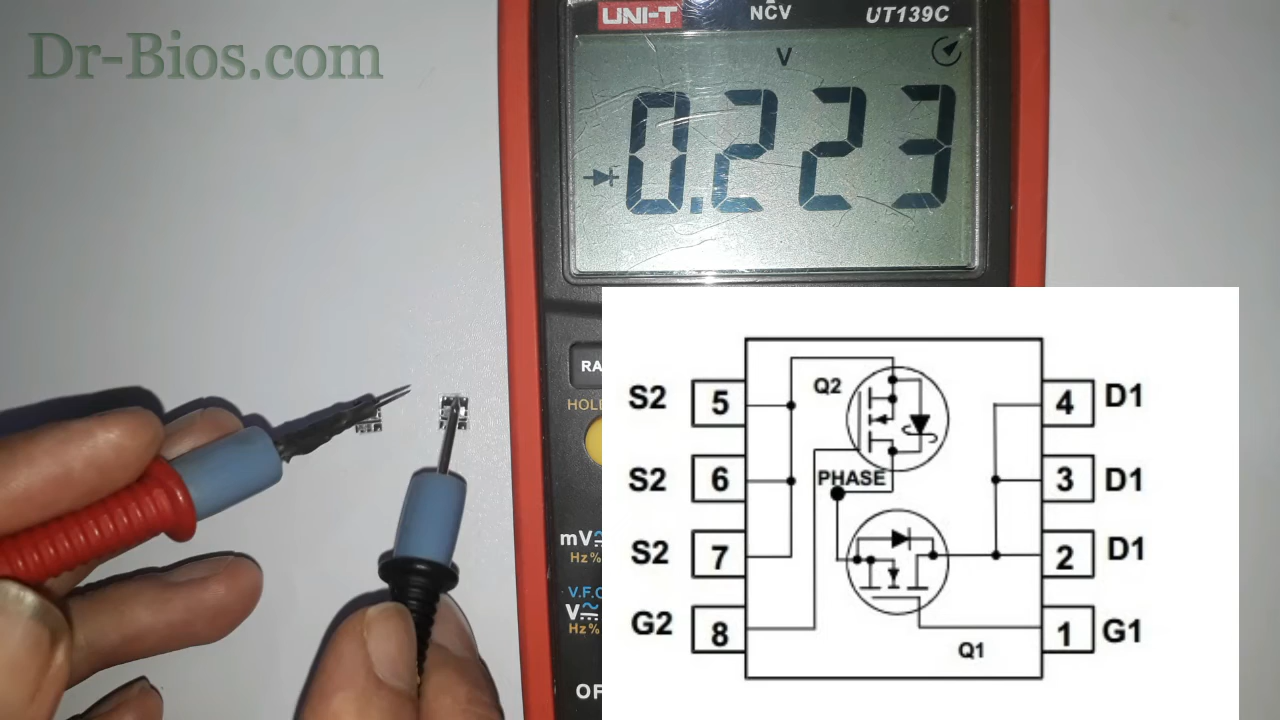 Dr-Bios.com
UNI-T NCV UT139C
V
0.223
RA
HOL
mV
Hz%
V.F.C
V
Hz%
OF
S2 5
S2 6
S2 7
G2 8
Q2
PHASE
Q1
4 D1
3 D1
2 D1
1 G1